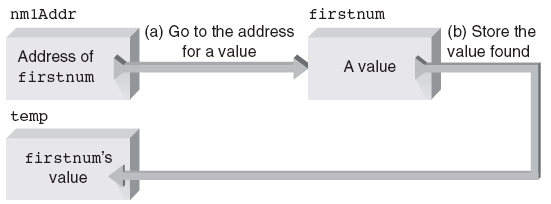 nm1Addr
(a) Go to the address
for a value
firstnum
(b) Store the
value found
Address of
firstnum
A value
temp
firstnum's
value